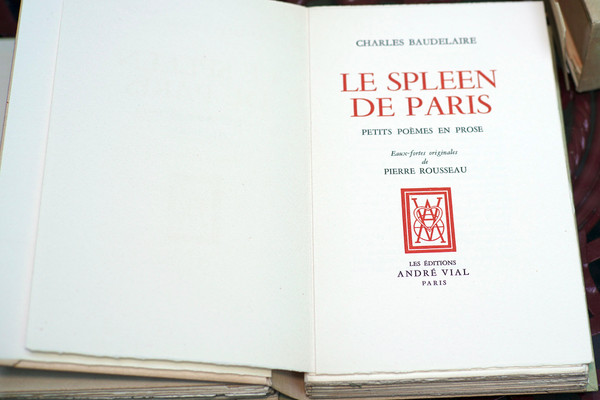 CHARLES BAUDELAIRE
LE SPLEEN
DE PARIS
PETITS POËMES EN PROSE
Eaux-fortes originales
de
PIERRE ROUSSEAU
LES ÉDITIONS
ANDRÉ VIAL
PARIS